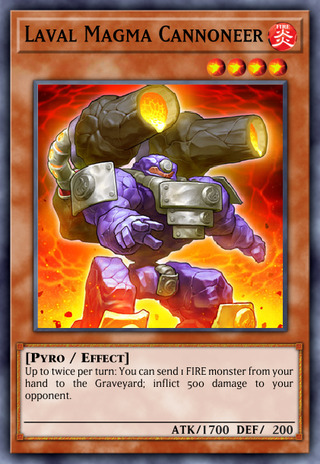 Laval Magma Cannoneer
FIRE
炎
[Pyro / Effect]
Up to twice per turn: You can send 1 FIRE monster from
your hand to the Graveyard; inflict 500 damage to your
opponent.
ATK/1700 DEF/ 200